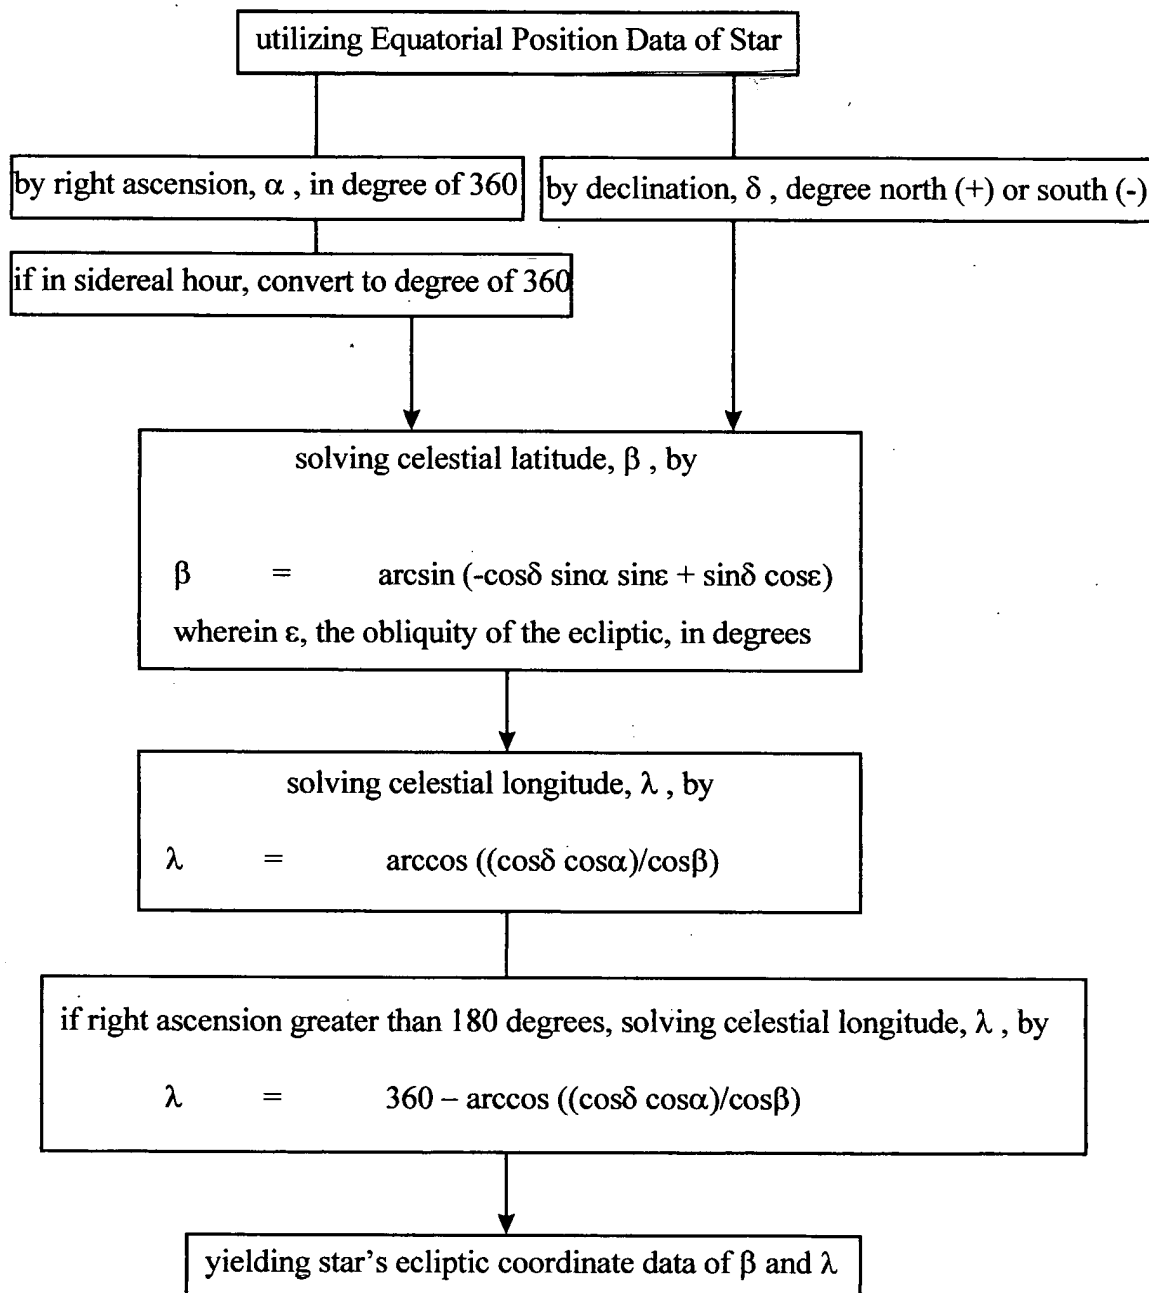 utilizing Equatorial Position Data of Star
by right ascension, α , in degree of 360
by declination, δ , degree north (+) or south (-)
if in sidereal hour, convert to degree of 360
solving celestial latitude, β , by
β = arcsin (-cosδ sinα sinε + sinδ cosε)
wherein ε, the obliquity of the ecliptic, in degrees
solving celestial longitude, λ , by
λ = arccos ((cosδ cosα)/cosβ)
if right ascension greater than 180 degrees, solving celestial longitude, λ , by
λ = 360 – arccos ((cosδ cosα)/cosβ)
yielding star's ecliptic coordinate data of β and λ